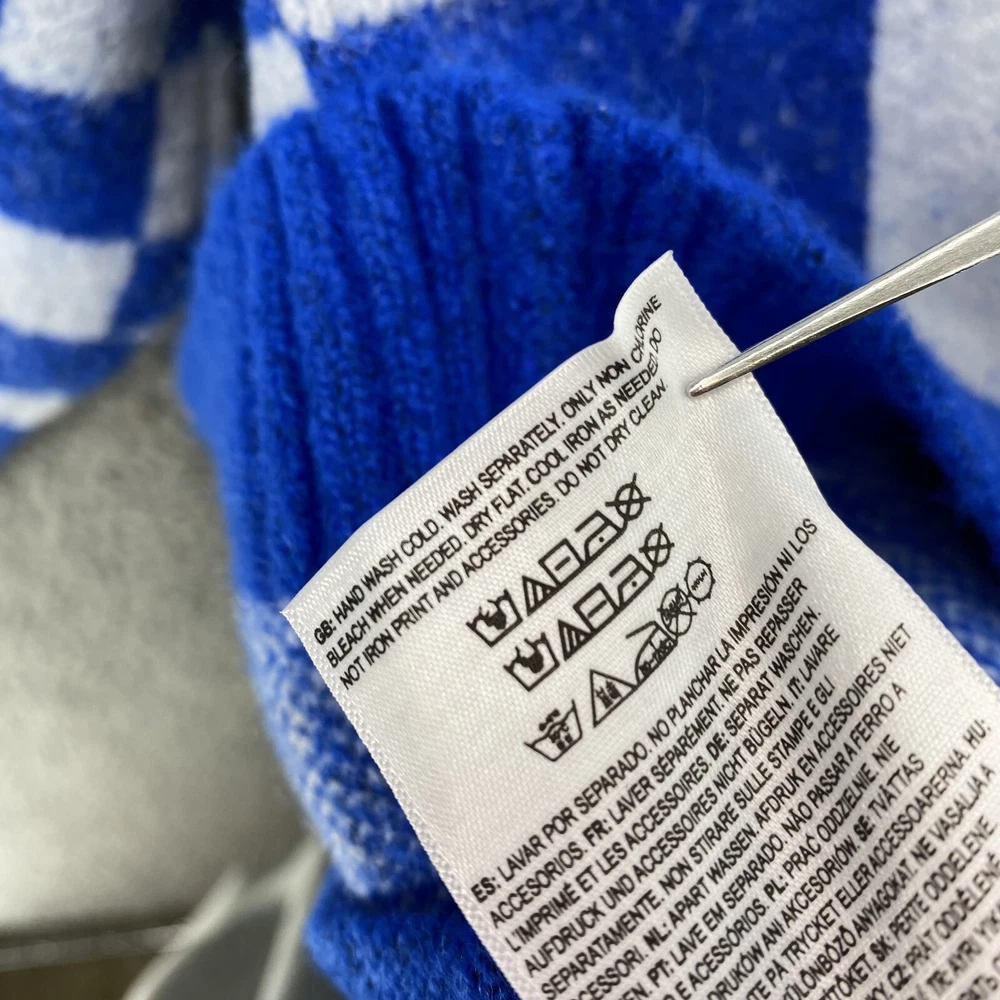 GB: HAND WASH COLD. WASH SEPARATELY. ONLY NON CHLORINE
BLEACH WHEN NEEDED. DRY FLAT. COOL IRON AS NEEDED. DO
NOT IRON PRINT AND ACCESSORIES. DO NOT DRY CLEAN.
ES: LAVAR POR SEPARADO. NO PLANCHAR LA IMPRESIÓN NI LOS
ACCESORIOS. FR: LAVER SÉPARÉMENT. NE PAS REPASSER
L'IMPRIMÉ ET LES ACCESSOIRES. DE: SEPARAT WASCHEN.
AUFDRUCK UND ACCESSOIRES NICHT BÜGELN. IT: LAVARE
SEPARATAMENTE. NON STIRARE SULLE STAMPE E GLI
ACCESSORI. NL: APART WASSEN. AFDRUK EN ACCESSOIRES NIET
PT: LAVE EM SEPARADO. NÃO PASSAR A FERRO A
E ACESSÓRIOS. PL: PRAĆ ODDZIELNIE. NIE
DRUKOW ANI AKCESORIÓW SE: TVÄTTAS
PÅ TRYCKET ELLER ACCESSOARERNA. HU:
KÜLÖNBÖZŐ ANYAGOKAT NE VASALJA A
SK: PERTE ODDELENE
CZ: PRÁT ODDĚLENĚ